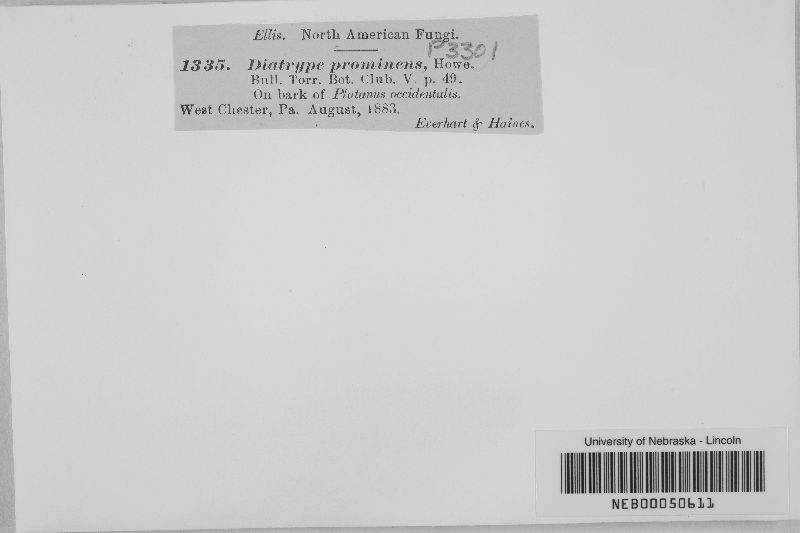 Ellis. North American Fungi.
P3301
1335. Diatrype prominens, Howe.
Bull. Torr. Bot. Club. V. p. 49.
On bark of Platanus occidentalis.
West Chester, Pa. August, 1883.
Everhart & Haines.
University of Nebraska - Lincoln
NEB00050611